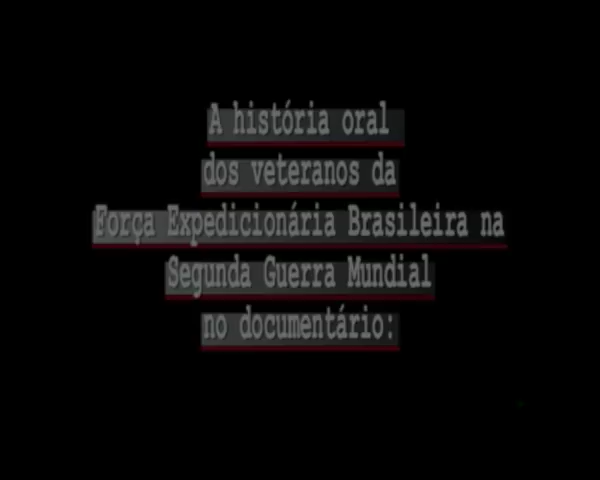 A história oral
dos veteranos da
Força Expedicionária Brasileira na
Segunda Guerra Mundial
no documentário: